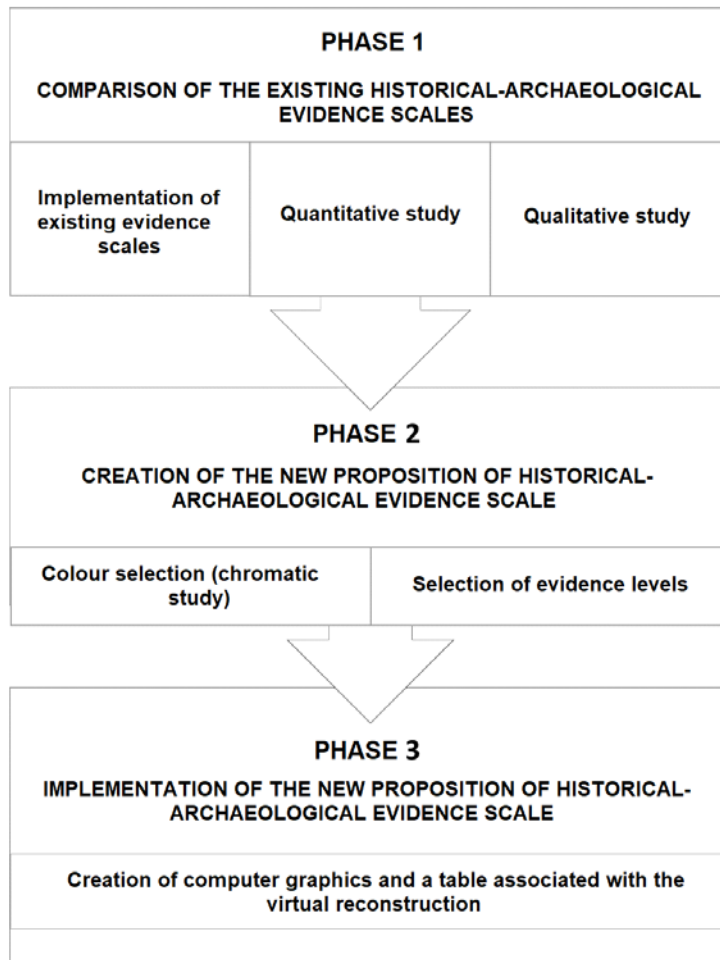 PHASE 1
COMPARISON OF THE EXISTING HISTORICAL-ARCHAEOLOGICAL
EVIDENCE SCALES
Implementation of
existing evidence
scales
Quantitative study
Qualitative study
PHASE 2
CREATION OF THE NEW PROPOSITION OF HISTORICAL-
ARCHAEOLOGICAL EVIDENCE SCALE
Colour selection (chromatic
study)
Selection of evidence levels
PHASE 3
IMPLEMENTATION OF THE NEW PROPOSITION OF HISTORICAL-
ARCHAEOLOGICAL EVIDENCE SCALE
Creation of computer graphics and a table associated with the
virtual reconstruction